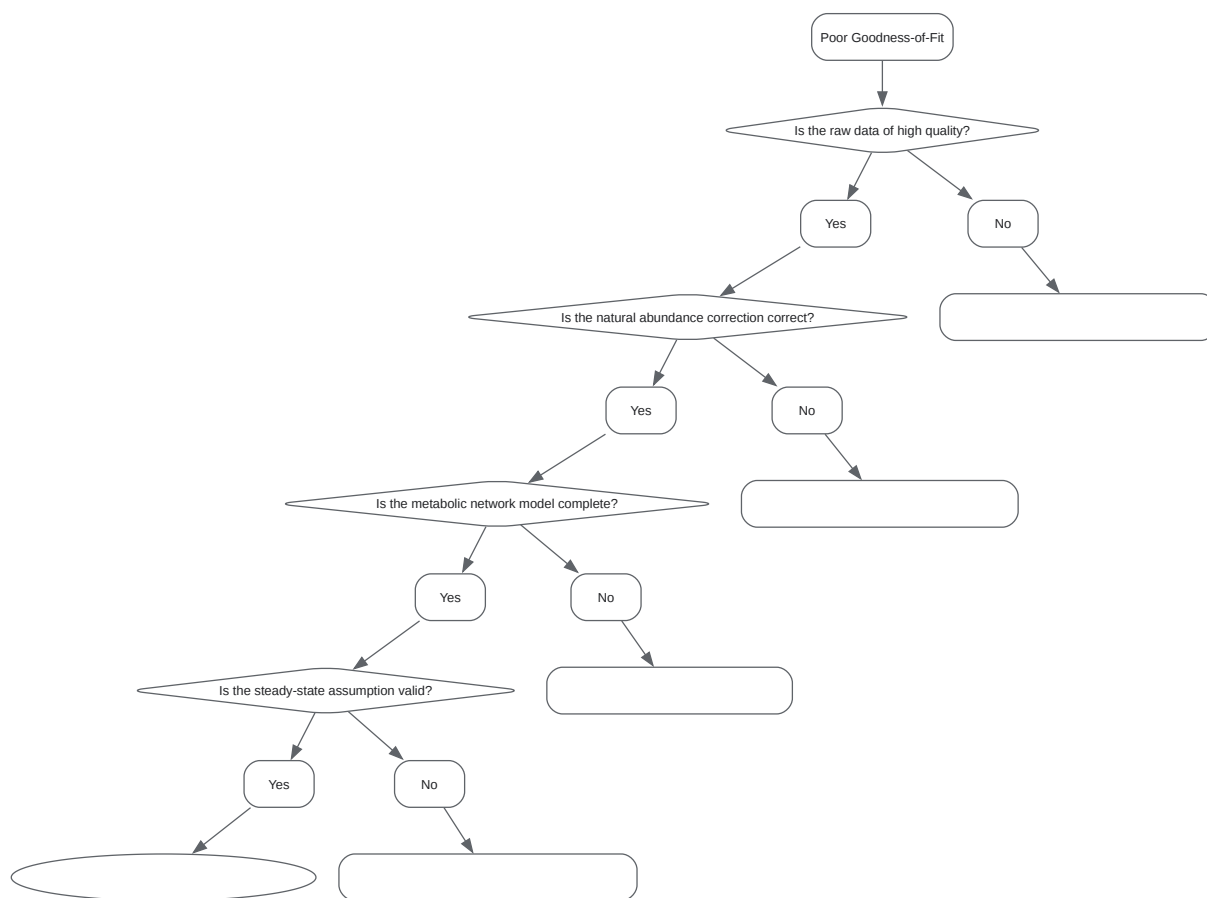 Poor Goodness-of-Fit
Is the raw data of high quality?
Yes
No
Is the natural abundance correction correct?
Yes
No
Is the metabolic network model complete?
Yes
No
Is the steady-state assumption valid?
Yes
No